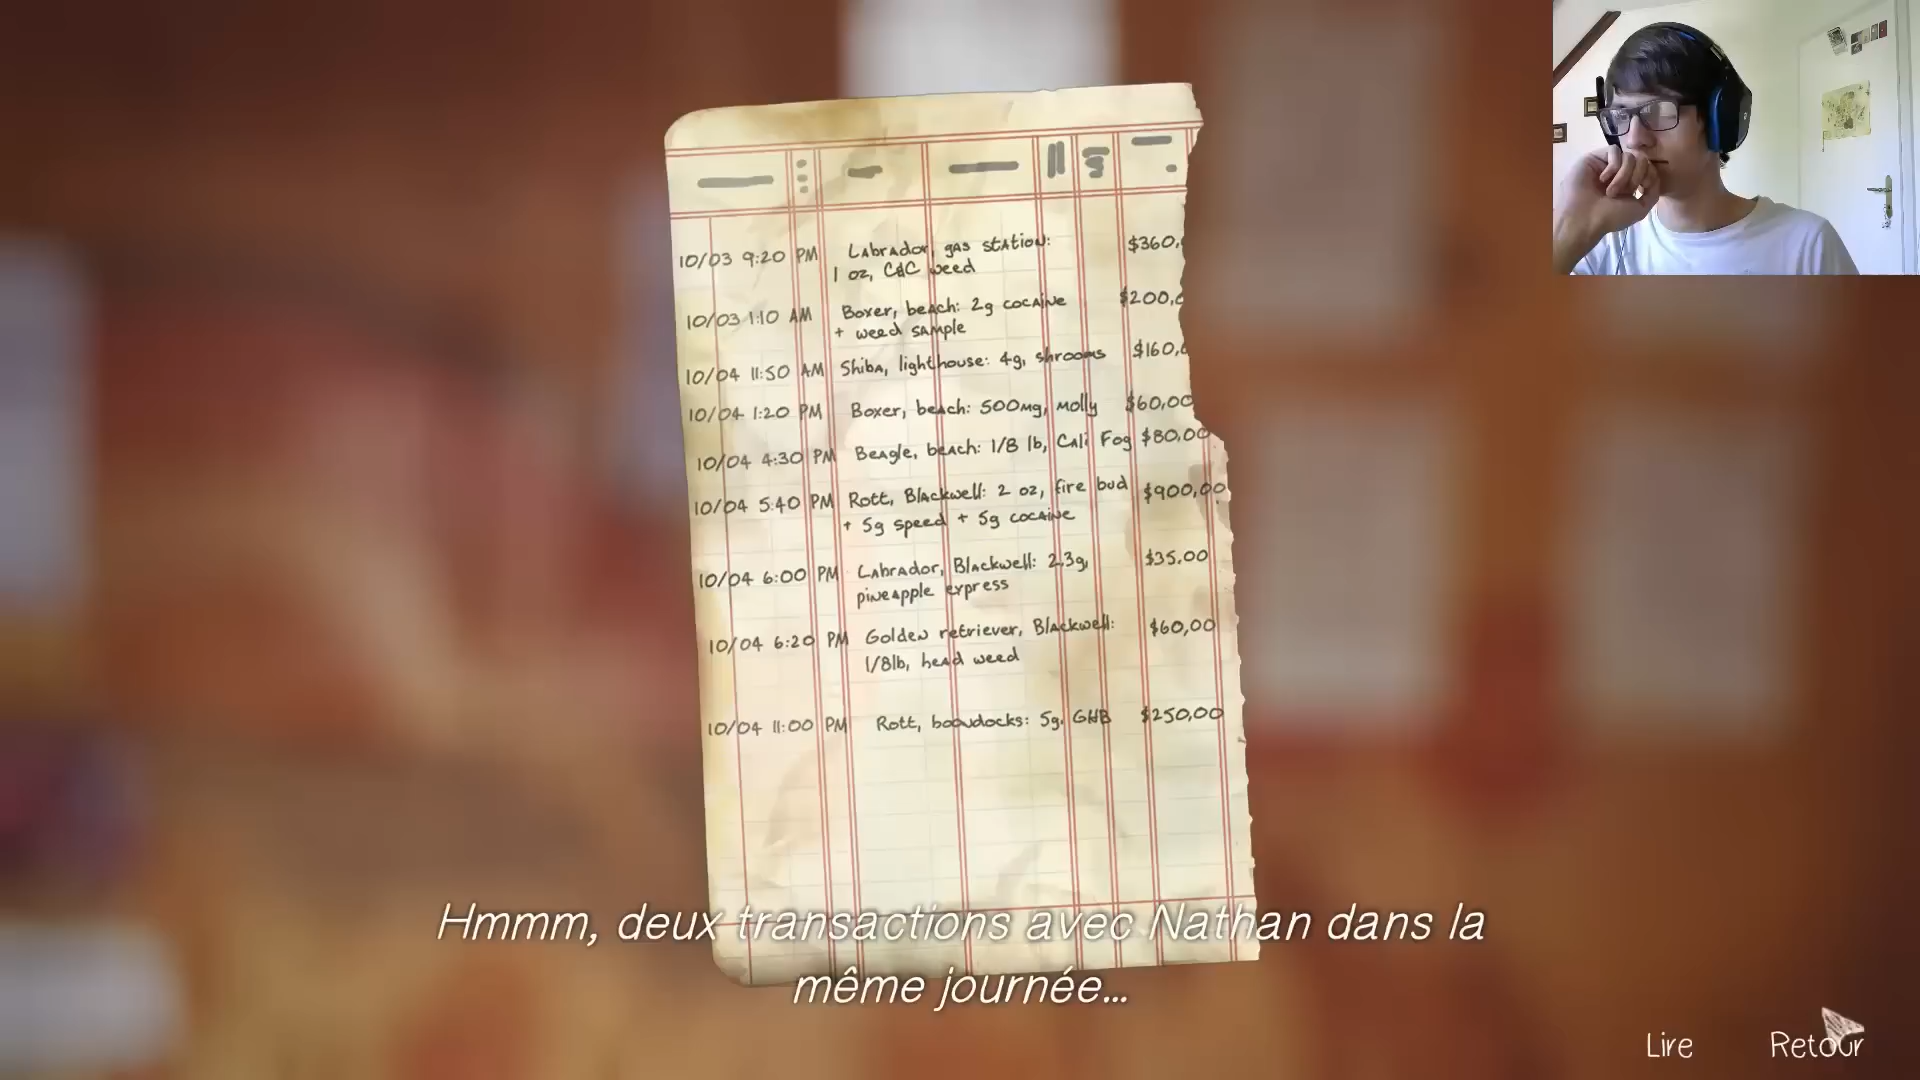 10/03 9:20 PM Labrador, gas station: $360,
1 oz, C&C weed
10/03 1:10 AM Boxer, beach: 2g cocaine $200,0
+ weed sample
10/04 11:50 AM Shiba, lighthouse: 4g, shrooms $160,0
10/04 1:20 PM Boxer, beach: 500mg, molly $60,00
10/04 4:30 PM Beagle, beach: 1/8 lb, Cali Fog $80,00
10/04 5:40 PM Rott, Blackwell: 2 oz, fire bud $900,00
+ 5g speed + 5g cocaine
10/04 6:00 PM Labrador, Blackwell: 2.3g, $35.00
pineapple express
10/04 6:20 PM Golden retriever, Blackwell: $60,00
1/8lb, head weed
10/04 11:00 PM Rott, boowdocks: 5g. GHB $250,00
Hmmm, deux transactions avec Nathan dans la
même journée...
Lire Retour